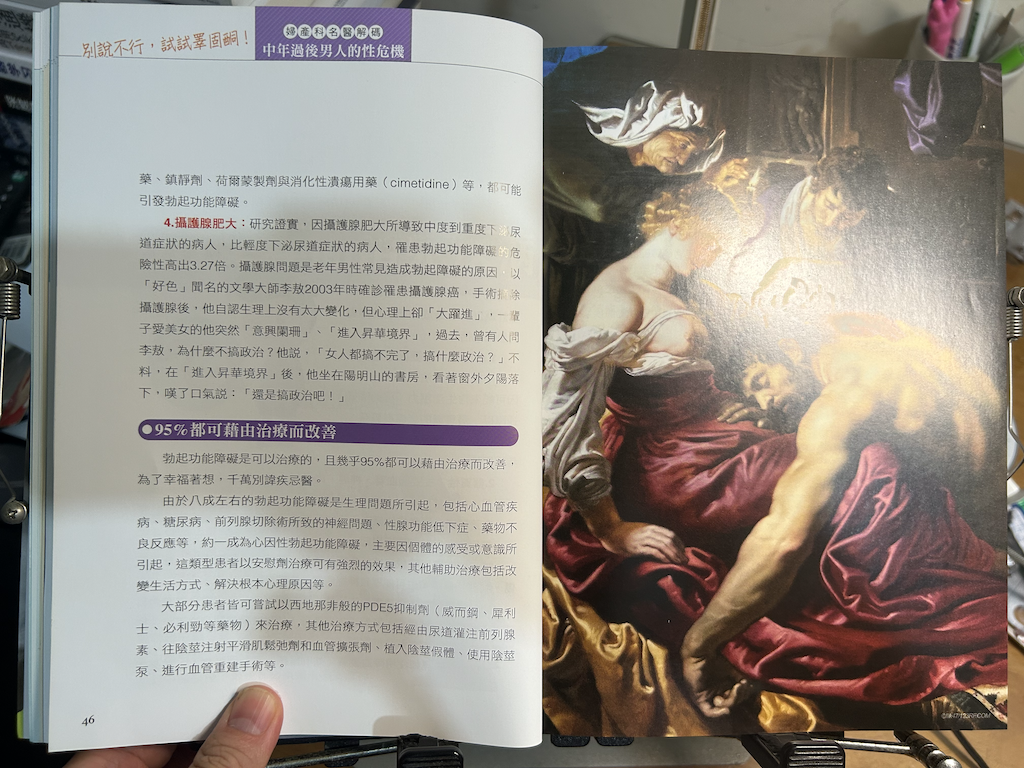 別說不行，試試睪固酮！
婦產科名醫解碼
中年過後男人的性危機
藥、鎮靜劑、荷爾蒙製劑與消化性潰瘍用藥（cimetidine）等，都可能
引發勃起功能障礙。
4.攝護腺肥大：研究證實，因攝護腺肥大所導致中度到重度下泌尿
道症狀的病人，比輕度下泌尿道症狀的病人，罹患勃起功能障礙的危
險性高出3.27倍。攝護腺問題是老年男性常見造成勃起障礙的原因，以
「好色」聞名的文學大師李敖2003年時確診罹患攝護腺癌，手術摘除
攝護腺後，他自認生理上沒有太大變化，但心理上卻「大躍進」，一輩
子愛美女的他突然「意興闌珊」、「進入昇華境界」，過去，曾有人問
李敖，為什麼不搞政治？他說，「女人都搞不完了，搞什麼政治？」不
料，在「進入昇華境界」後，他坐在陽明山的書房，看著窗外夕陽落
下，嘆了口氣說：「還是搞政治吧！」
95%都可藉由治療而改善
勃起功能障礙是可以治療的，且幾乎95%都可以藉由治療而改善，
為了幸福著想，千萬別諱疾忌醫。
由於八成左右的勃起功能障礙是生理問題所引起，包括心血管疾
病、糖尿病、前列腺切除術所致的神經問題、性腺功能低下症、藥物不
良反應等，約一成為心因性勃起功能障礙，主要因個體的感受或意識所
引起，這類型患者以安慰劑治療可有強烈的效果，其他輔助治療包括改
變生活方式、解決根本心理原因等。
大部分患者皆可嘗試以西地那非般的PDE5抑制劑（威而鋼、犀利
士、必利勁等藥物）來治療，其他治療方式包括經由尿道灌注前列腺
素、往陰莖注射平滑肌鬆弛劑和血管擴張劑、植入陰莖假體、使用陰莖
泵、進行血管重建手術等。
46